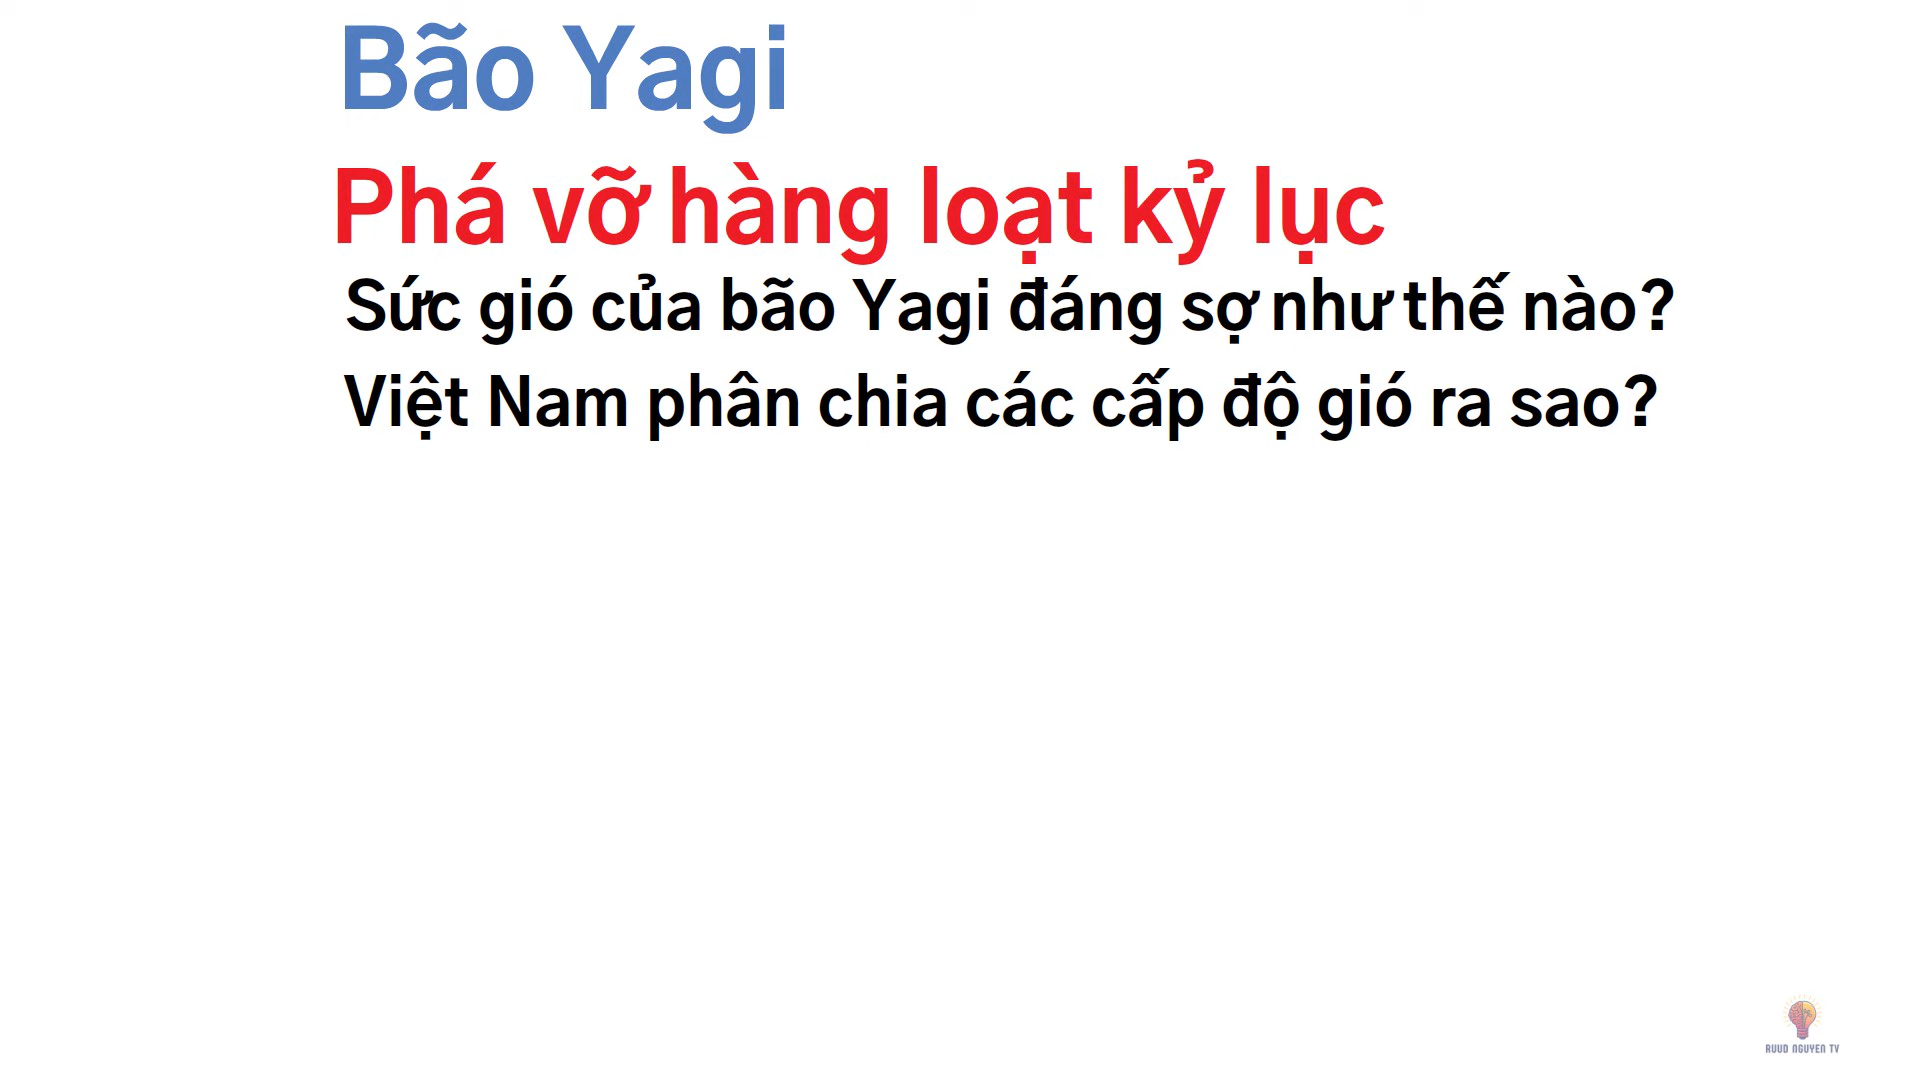 Bão Yagi
Phá vỡ hàng loạt kỷ lục
Sức gió của bão Yagi đáng sợ như thế nào?
Việt Nam phân chia các cấp độ gió ra sao?
RUUD NGUYEN TV